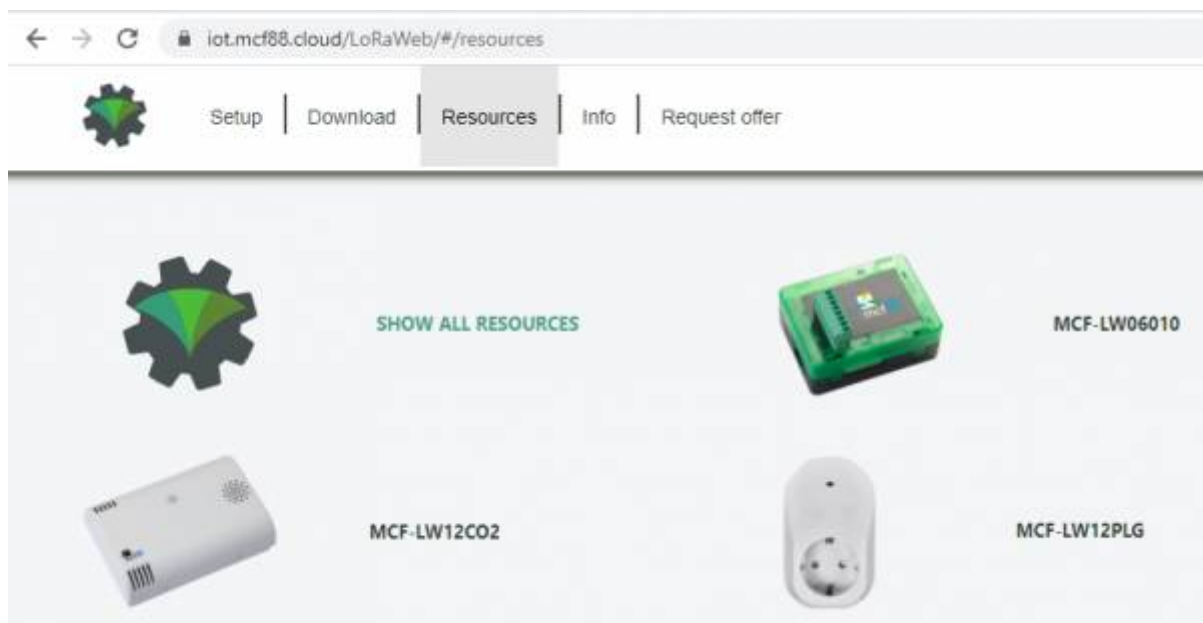 iot.mcf88.cloud/LoRaWeb/#/resources
Setup Download Resources Info Request offer
SHOW ALL RESOURCES
MCF-LW06010
MCF-LW12CO2
MCF-LW12PLG